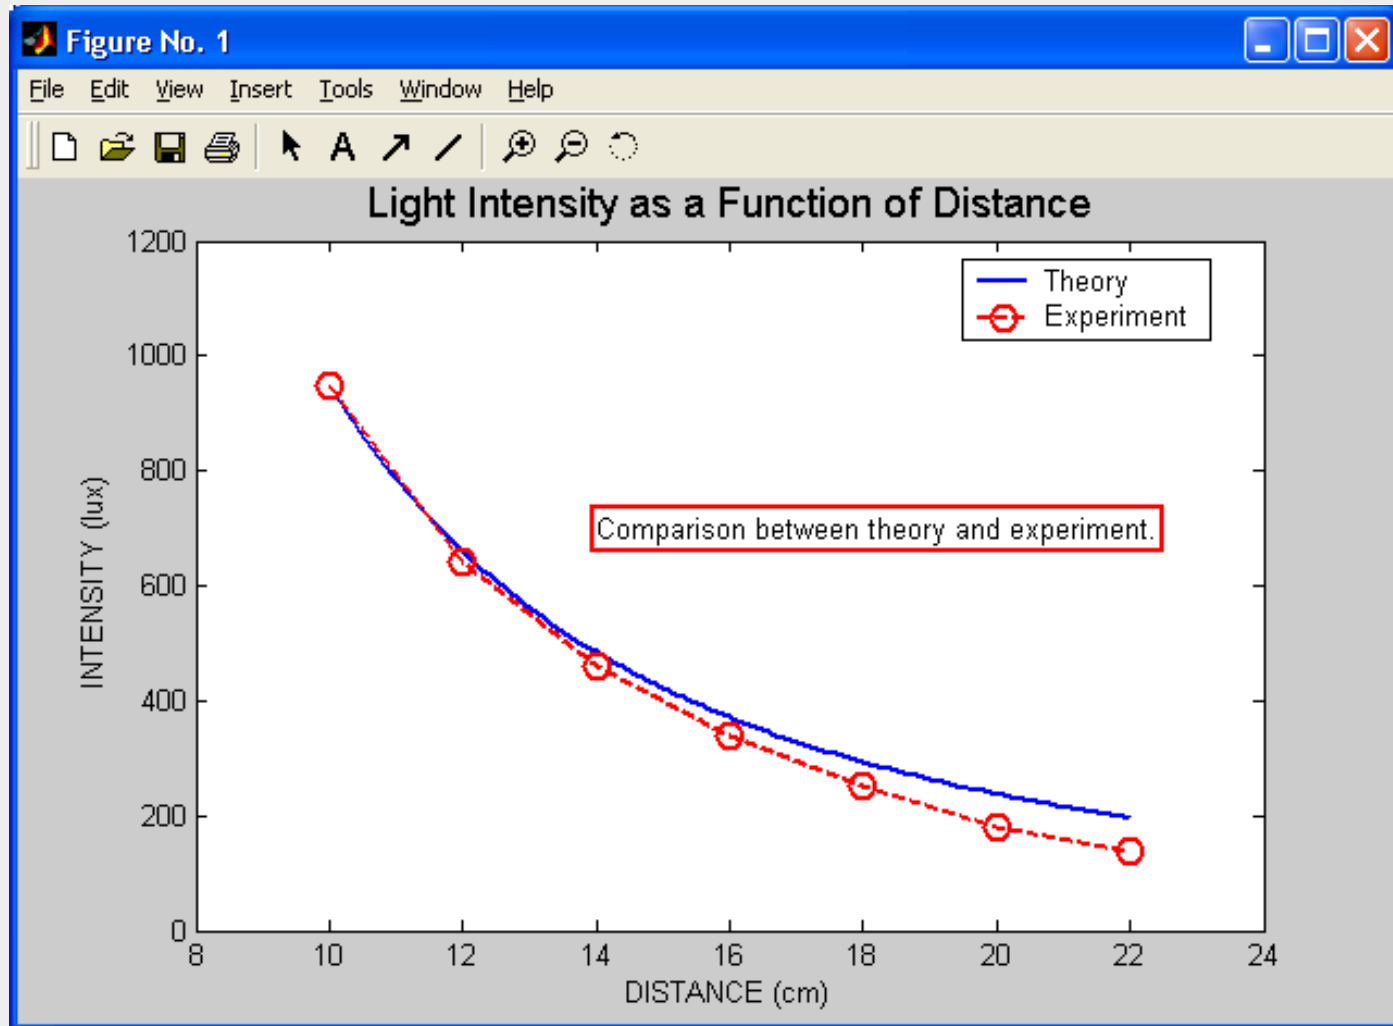 Figure No. 1
File Edit View Insert Tools Window Help
A
Light Intensity as a Function of Distance
1200
1000
800
600
400
200
0
INTENSITY (lux)
Theory
Experiment
Comparison between theory and experiment.
8 10 12 14 16 18 20 22 24
DISTANCE (cm)